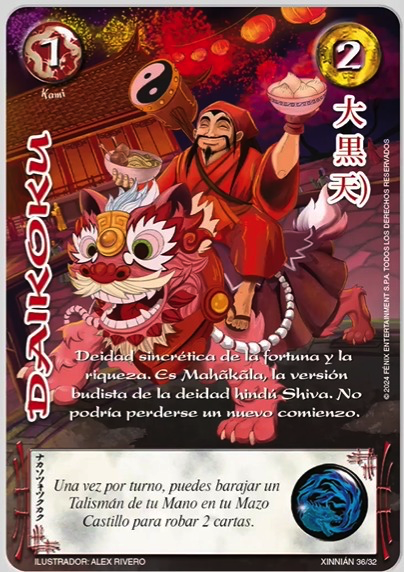 1
Kami
2
大黒天
DAIKOKU
Deidad sincrética de la fortuna y la
riqueza. Es Mahākāla, la versión
budista de la deidad hindú Shiva. No
podría perderse un nuevo comienzo.
© 2024 FÉNIX ENTERTAINMENT S.P.A. TODOS LOS DERECHOS RESERVADOS
Una vez por turno, puedes barajar un
Talismán de tu Mano en tu Mazo
Castillo para robar 2 cartas.
ILUSTRADOR: ALEX RIVERO
XINNIÁN 36/32